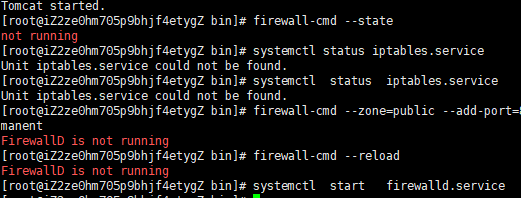 Tomcat started.
[root@iZ2ze0hm705p9bhjf4etygZ bin]# firewall-cmd --state
not running
[root@iZ2ze0hm705p9bhjf4etygZ bin]# systemctl status iptables.service
Unit iptables.service could not be found.
[root@iZ2ze0hm705p9bhjf4etygZ bin]# systemctl  status  iptables.service
Unit iptables.service could not be found.
[root@iZ2ze0hm705p9bhjf4etygZ bin]# firewall-cmd --zone=public --add-port=
manent
FirewallD is not running
[root@iZ2ze0hm705p9bhjf4etygZ bin]# firewall-cmd --reload
FirewallD is not running
[root@iZ2ze0hm705p9bhjf4etygZ bin]# systemctl  start   firewalld.service